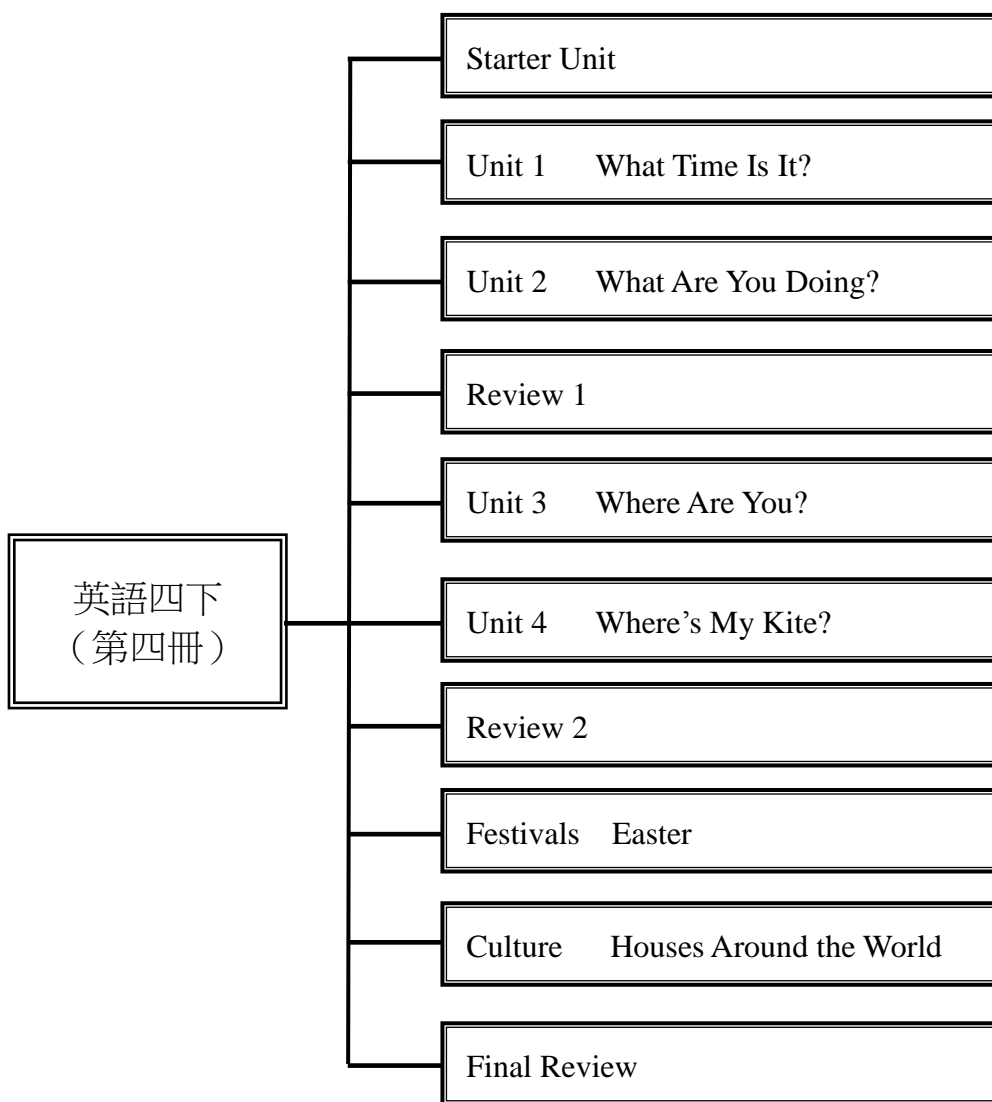 Starter Unit
Unit 1 What Time Is It?
Unit 2 What Are You Doing?
Review 1
Unit 3 Where Are You?
英語四下
（第四冊）
Unit 4 Where’s My Kite?
Review 2
Festivals Easter
Culture Houses Around the World
Final Review